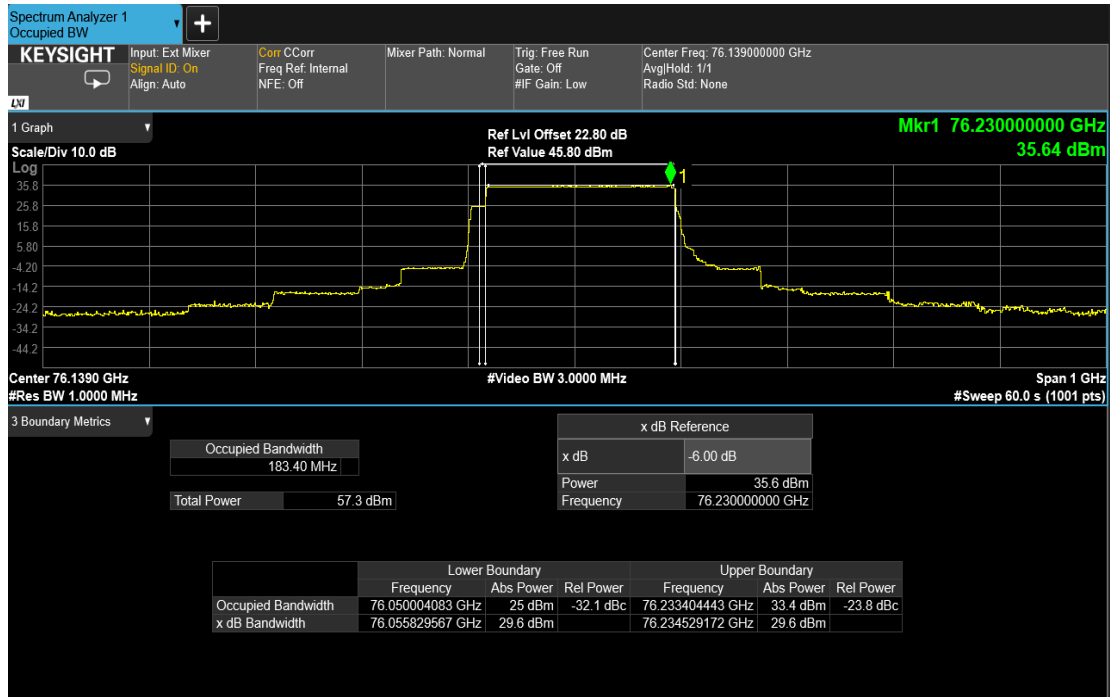 Spectrum Analyzer 1
Occupied BW
+
KEYSIGHT
LXI
Input: Ext Mixer
Signal ID: On
Align: Auto
Corr CCorr
Freq Ref: Internal
NFE: Off
Mixer Path: Normal
Trig: Free Run
Gate: Off
#IF Gain: Low
Center Freq: 76.139000000 GHz
Avg|Hold: 1/1
Radio Std: None
1 Graph
Ref Lvl Offset 22.80 dB
Mkr1 76.230000000 GHz
Scale/Div 10.0 dB
Ref Value 45.80 dBm
35.64 dBm
Log
1
35.8
25.8
15.8
5.80
-4.20
-14.2
-24.2
-34.2
-44.2
Center 76.1390 GHz
#Video BW 3.0000 MHz
Span 1 GHz
#Res BW 1.0000 MHz
#Sweep 60.0 s (1001 pts)
3 Boundary Metrics
Occupied Bandwidth
183.40 MHz
Total Power 57.3 dBm
x dB Reference
x dB -6.00 dB
Power 35.6 dBm
Frequency 76.230000000 GHz
Lower Boundary Upper Boundary
Frequency Abs Power Rel Power Frequency Abs Power Rel Power
Occupied Bandwidth 76.050004083 GHz 25 dBm -32.1 dBc 76.233404443 GHz 33.4 dBm -23.8 dBc
x dB Bandwidth 76.055829567 GHz 29.6 dBm 76.234529172 GHz 29.6 dBm